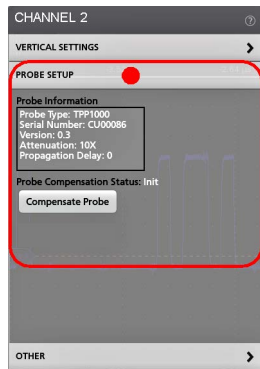 CHANNEL 2
VERTICAL SETTINGS
PROBE SETUP
Probe Information
Probe Type: TPP1000
Serial Number: CU00086
Version: 0.3
Attenuation: 10X
Propagation Delay: 0
Probe Compensation Status: Init
Compensate Probe
OTHER